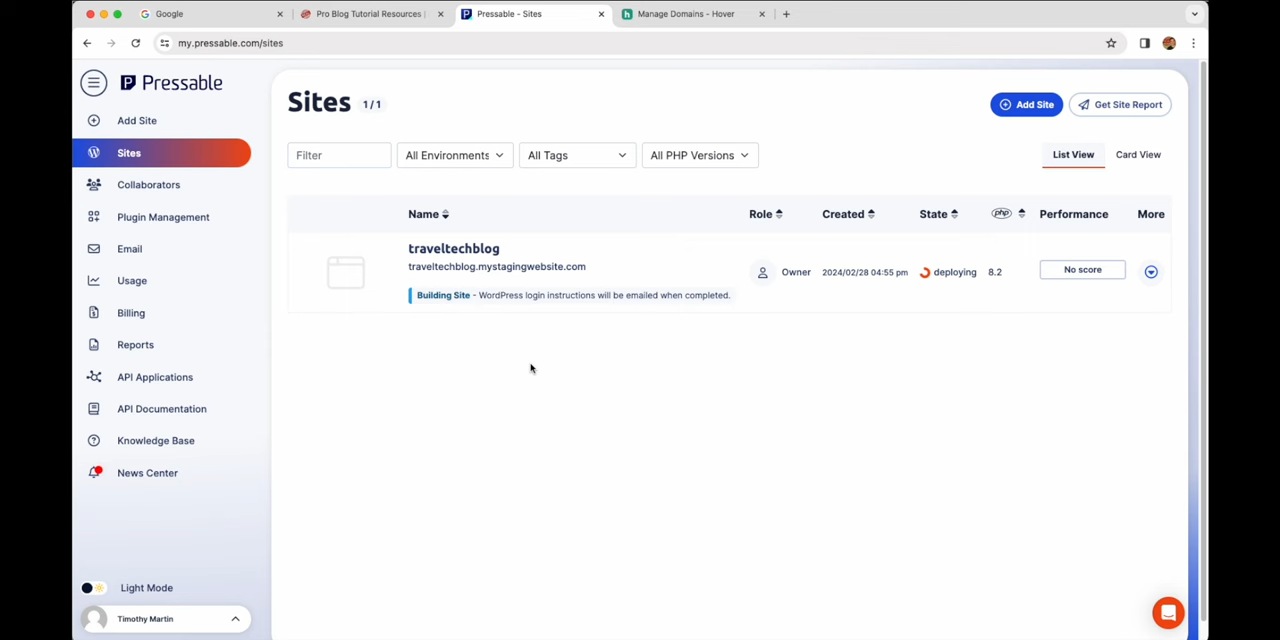 Google
Pro Blog Tutorial Resources |
Pressable - Sites
Manage Domains - Hover
my.pressable.com/sites
Pressable
Add Site
Sites
Collaborators
Plugin Management
Email
Usage
Billing
Reports
API Applications
API Documentation
Knowledge Base
News Center
Light Mode
Timothy Martin
Sites 1 / 1
Add Site
Get Site Report
Filter
All Environments
All Tags
All PHP Versions
List View
Card View
Name Role Created State php Performance More
traveltechblog
traveltechblog.mystagingwebsite.com
Building Site - WordPress login instructions will be emailed when completed.
Owner 2024/02/28 04:55 pm deploying 8.2 No score